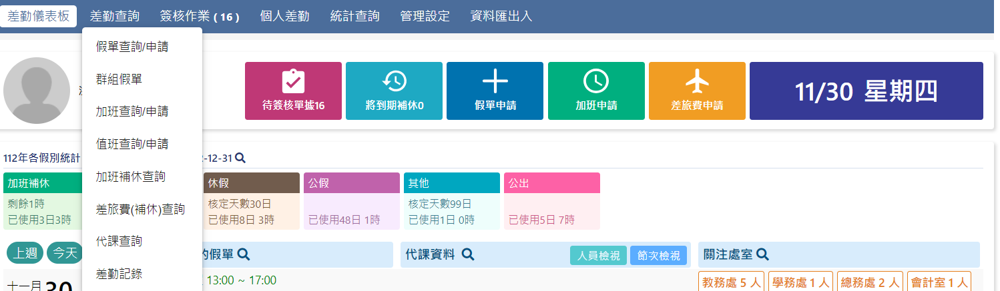 差勤儀表板 差勤查詢 簽核作業 ( 16 ) 個人差勤 統計查詢 管理設定 資料匯出入
假單查詢/申請
群組假單
加班查詢/申請
值班查詢/申請
加班補休查詢
差旅費(補休)查詢
代課查詢
差勤記錄
待簽核單據16 將到期補休0 假單申請 加班申請 差旅費申請 11/30 星期四
112年各假別統計 -12-31
加班補休 休假 公假 其他 公出
剩餘1時 核定天數30日 核定天數99日
已使用3日3時 已使用8日 3時 已使用48日 1時 已使用1日 0時 已使用5日 7時
上週 今天 的假單 代課資料 人員檢視 節次檢視 關注處室
十一月 30 13:00 ~ 17:00 教務處 5 人 學務處 1 人 總務處 2 人 會計室 1 人